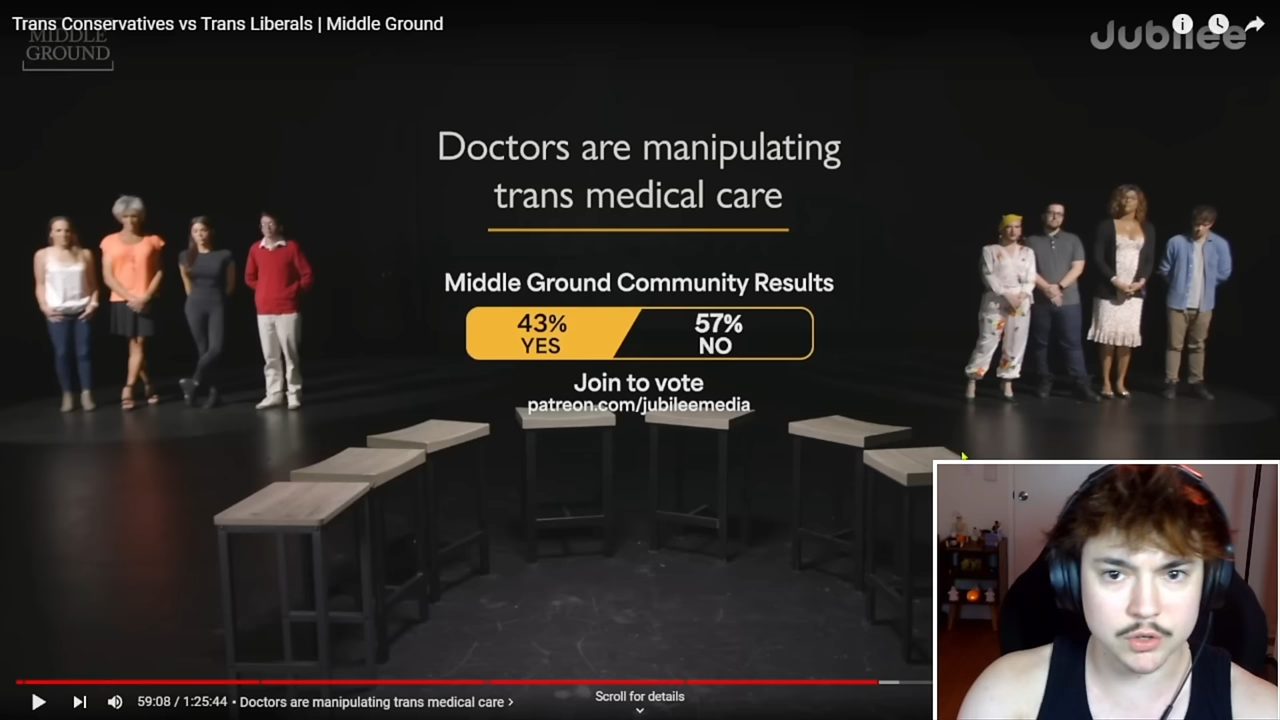 Trans Conservatives vs Trans Liberals | Middle Ground
MIDDLE
GROUND
Jubilee
Doctors are manipulating
trans medical care
Middle Ground Community Results
43%
YES
57%
NO
Join to vote
patreon.com/jubileemedia
59:08 / 1:25:44 • Doctors are manipulating trans medical care >
Scroll for details